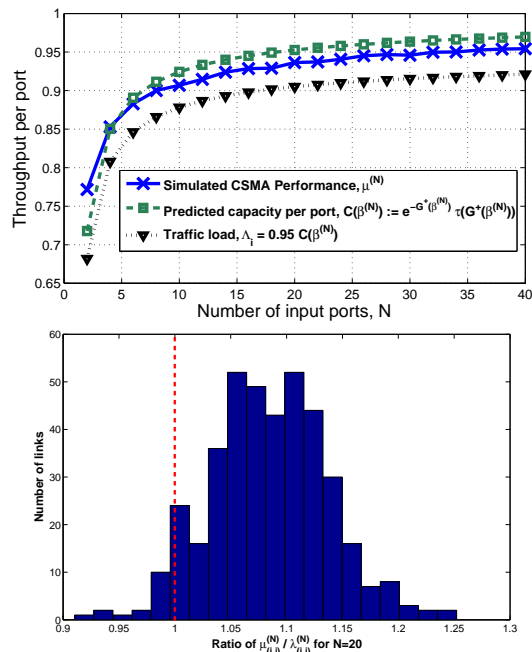 1
0.95
0.9
0.85
0.8
0.75
0.7
0.65
Throughput per port
Simulated CSMA Performance, μ^(N)
Predicted capacity per port, C(β^(N)) := e^-G^+(β^(N)) τ(G^+(β^(N)))
Traffic load, Λ_i = 0.95 C(β^(N))
0 5 10 15 20 25 30 35 40
Number of input ports, N
60
50
40
30
20
10
0
Number of links
0.9 0.95 1 1.05 1.1 1.15 1.2 1.25 1.3
Ratio of μ_(i,j)^(N) / λ_(i,j)^(N) for N=20